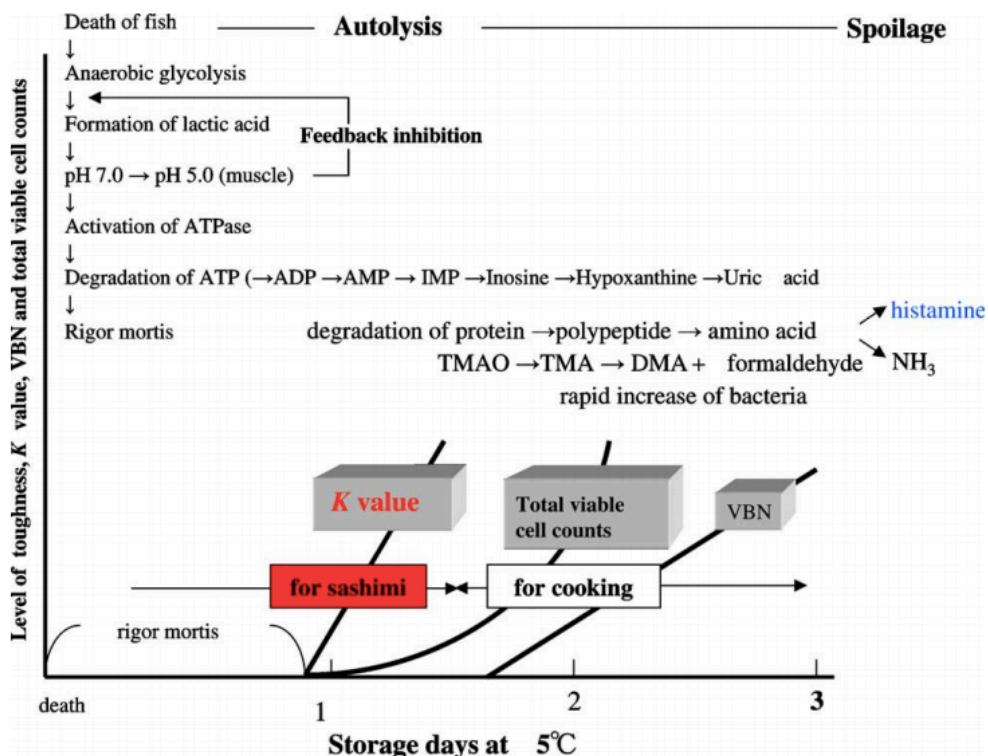 Death of fish
Autolysis
Spoilage
↓
Anaerobic glycolysis
↓
Formation of lactic acid
Feedback inhibition
↓
pH 7.0 → pH 5.0 (muscle)
↓
Activation of ATPase
↓
Degradation of ATP (→ADP →AMP → IMP →Inosine →Hypoxanthine →Uric acid
↓
Rigor mortis
degradation of protein →polypeptide → amino acid
histamine
NH₃
TMAO →TMA → DMA + formaldehyde
rapid increase of bacteria
Level of toughness, K value, VBN and total viable cell counts
K value
Total viable
cell counts
VBN
for sashimi
for cooking
rigor mortis
death
1
2
3
Storage days at 5℃